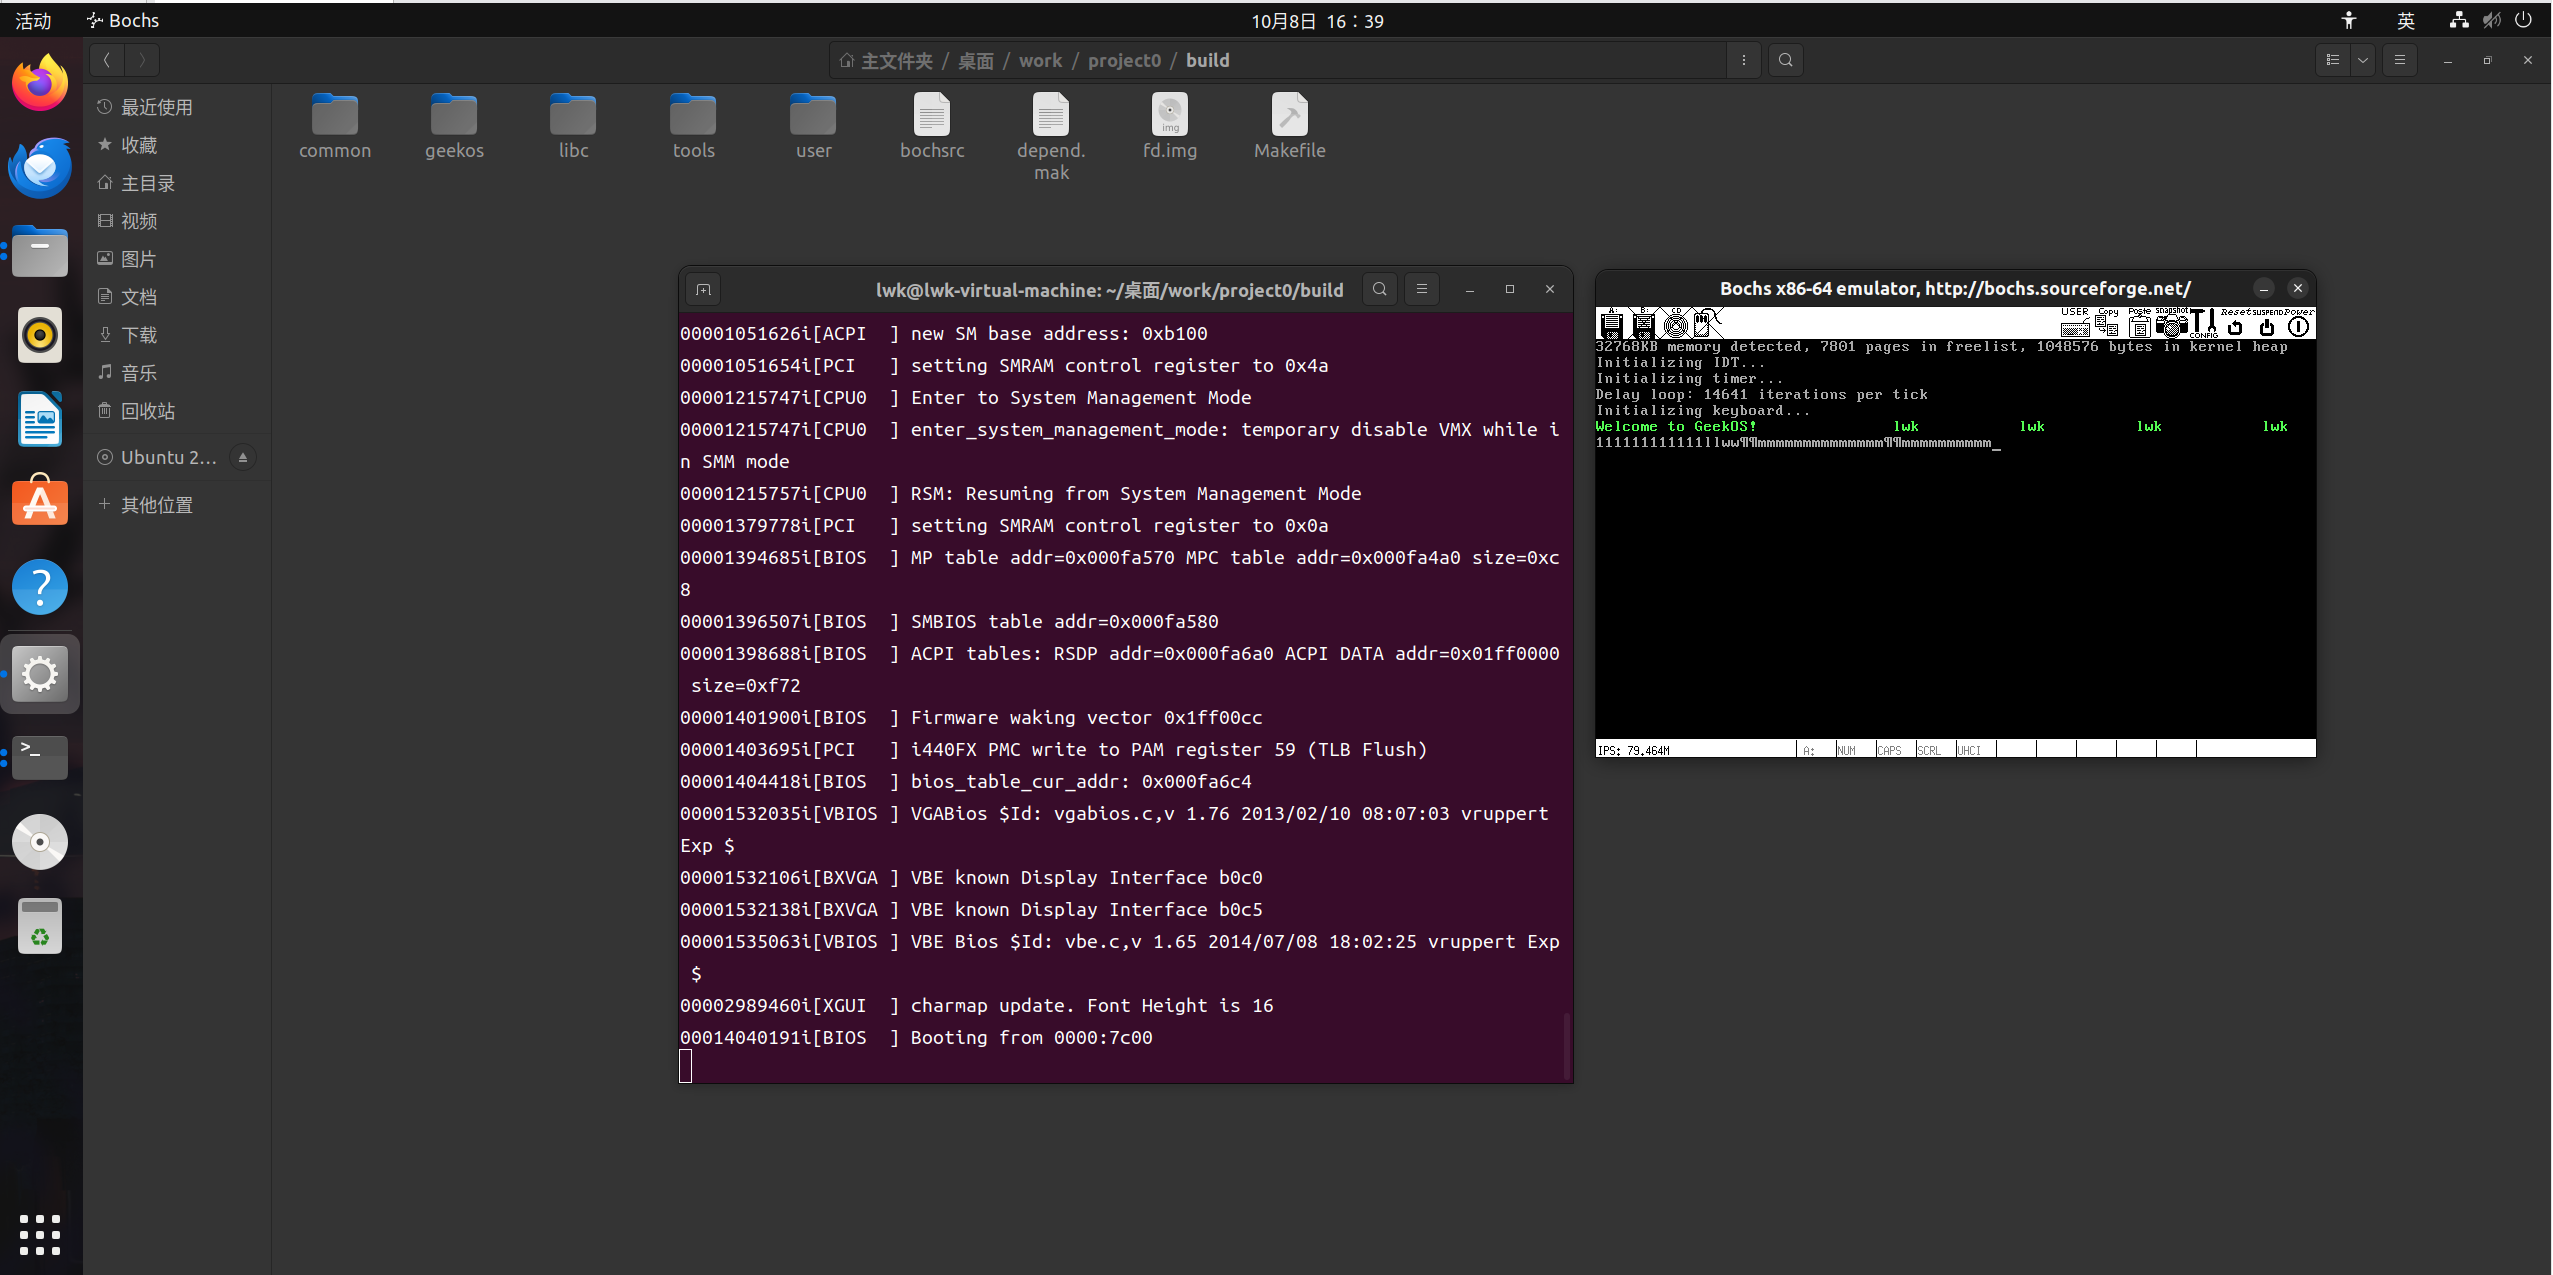 活动
Bochs
10月8日 16：39
英
主文件夹 / 桌面 / work / project0 / build
最近使用
收藏
主目录
视频
图片
文档
下载
音乐
回收站
Ubuntu 2...
其他位置
common
geekos
libc
tools
user
bochsrc
depend.
mak
img
fd.img
Makefile
lwk@lwk-virtual-machine: ~/桌面/work/project0/build
00001051626i[ACPI  ] new SM base address: 0xb100
00001051654i[PCI   ] setting SMRAM control register to 0x4a
00001215747i[CPU0  ] Enter to System Management Mode
00001215747i[CPU0  ] enter_system_management_mode: temporary disable VMX while i
n SMM mode
00001215757i[CPU0  ] RSM: Resuming from System Management Mode
00001379778i[PCI   ] setting SMRAM control register to 0x0a
00001394685i[BIOS  ] MP table addr=0x000fa570 MPC table addr=0x000fa4a0 size=0xc
8
00001396507i[BIOS  ] SMBIOS table addr=0x000fa580
00001398688i[BIOS  ] ACPI tables: RSDP addr=0x000fa6a0 ACPI DATA addr=0x01ff0000
 size=0xf72
00001401900i[BIOS  ] Firmware waking vector 0x1ff00cc
00001403695i[PCI   ] i440FX PMC write to PAM register 59 (TLB Flush)
00001404418i[BIOS  ] bios_table_cur_addr: 0x000fa6c4
00001532035i[VBIOS ] VGABios $Id: vgabios.c,v 1.76 2013/02/10 08:07:03 vruppert
Exp $
00001532106i[BXVGA ] VBE known Display Interface b0c0
00001532138i[BXVGA ] VBE known Display Interface b0c5
00001535063i[VBIOS ] VBE Bios $Id: vbe.c,v 1.65 2014/07/08 18:02:25 vruppert Exp
 $
00002989460i[XGUI  ] charmap update. Font Height is 16
00014040191i[BIOS  ] Booting from 0000:7c00
Bochs x86-64 emulator, http://bochs.sourceforge.net/
A: B: CD USER Copy Paste snapshot CONFIG Reset SUSPEND Power
32768KB memory detected, 7801 pages in freelist, 1048576 bytes in kernel heap
Initializing IDT...
Initializing timer...
Delay loop: 14641 iterations per tick
Initializing keyboard...
Welcome to GeekOS! lwk lwk lwk lwk
111111111111llww¶¶mmmmmmmmmmmmmm¶¶mmmmmmmmmm_
IPS: 79.464M A: NUM CAPS SCRL UHCI